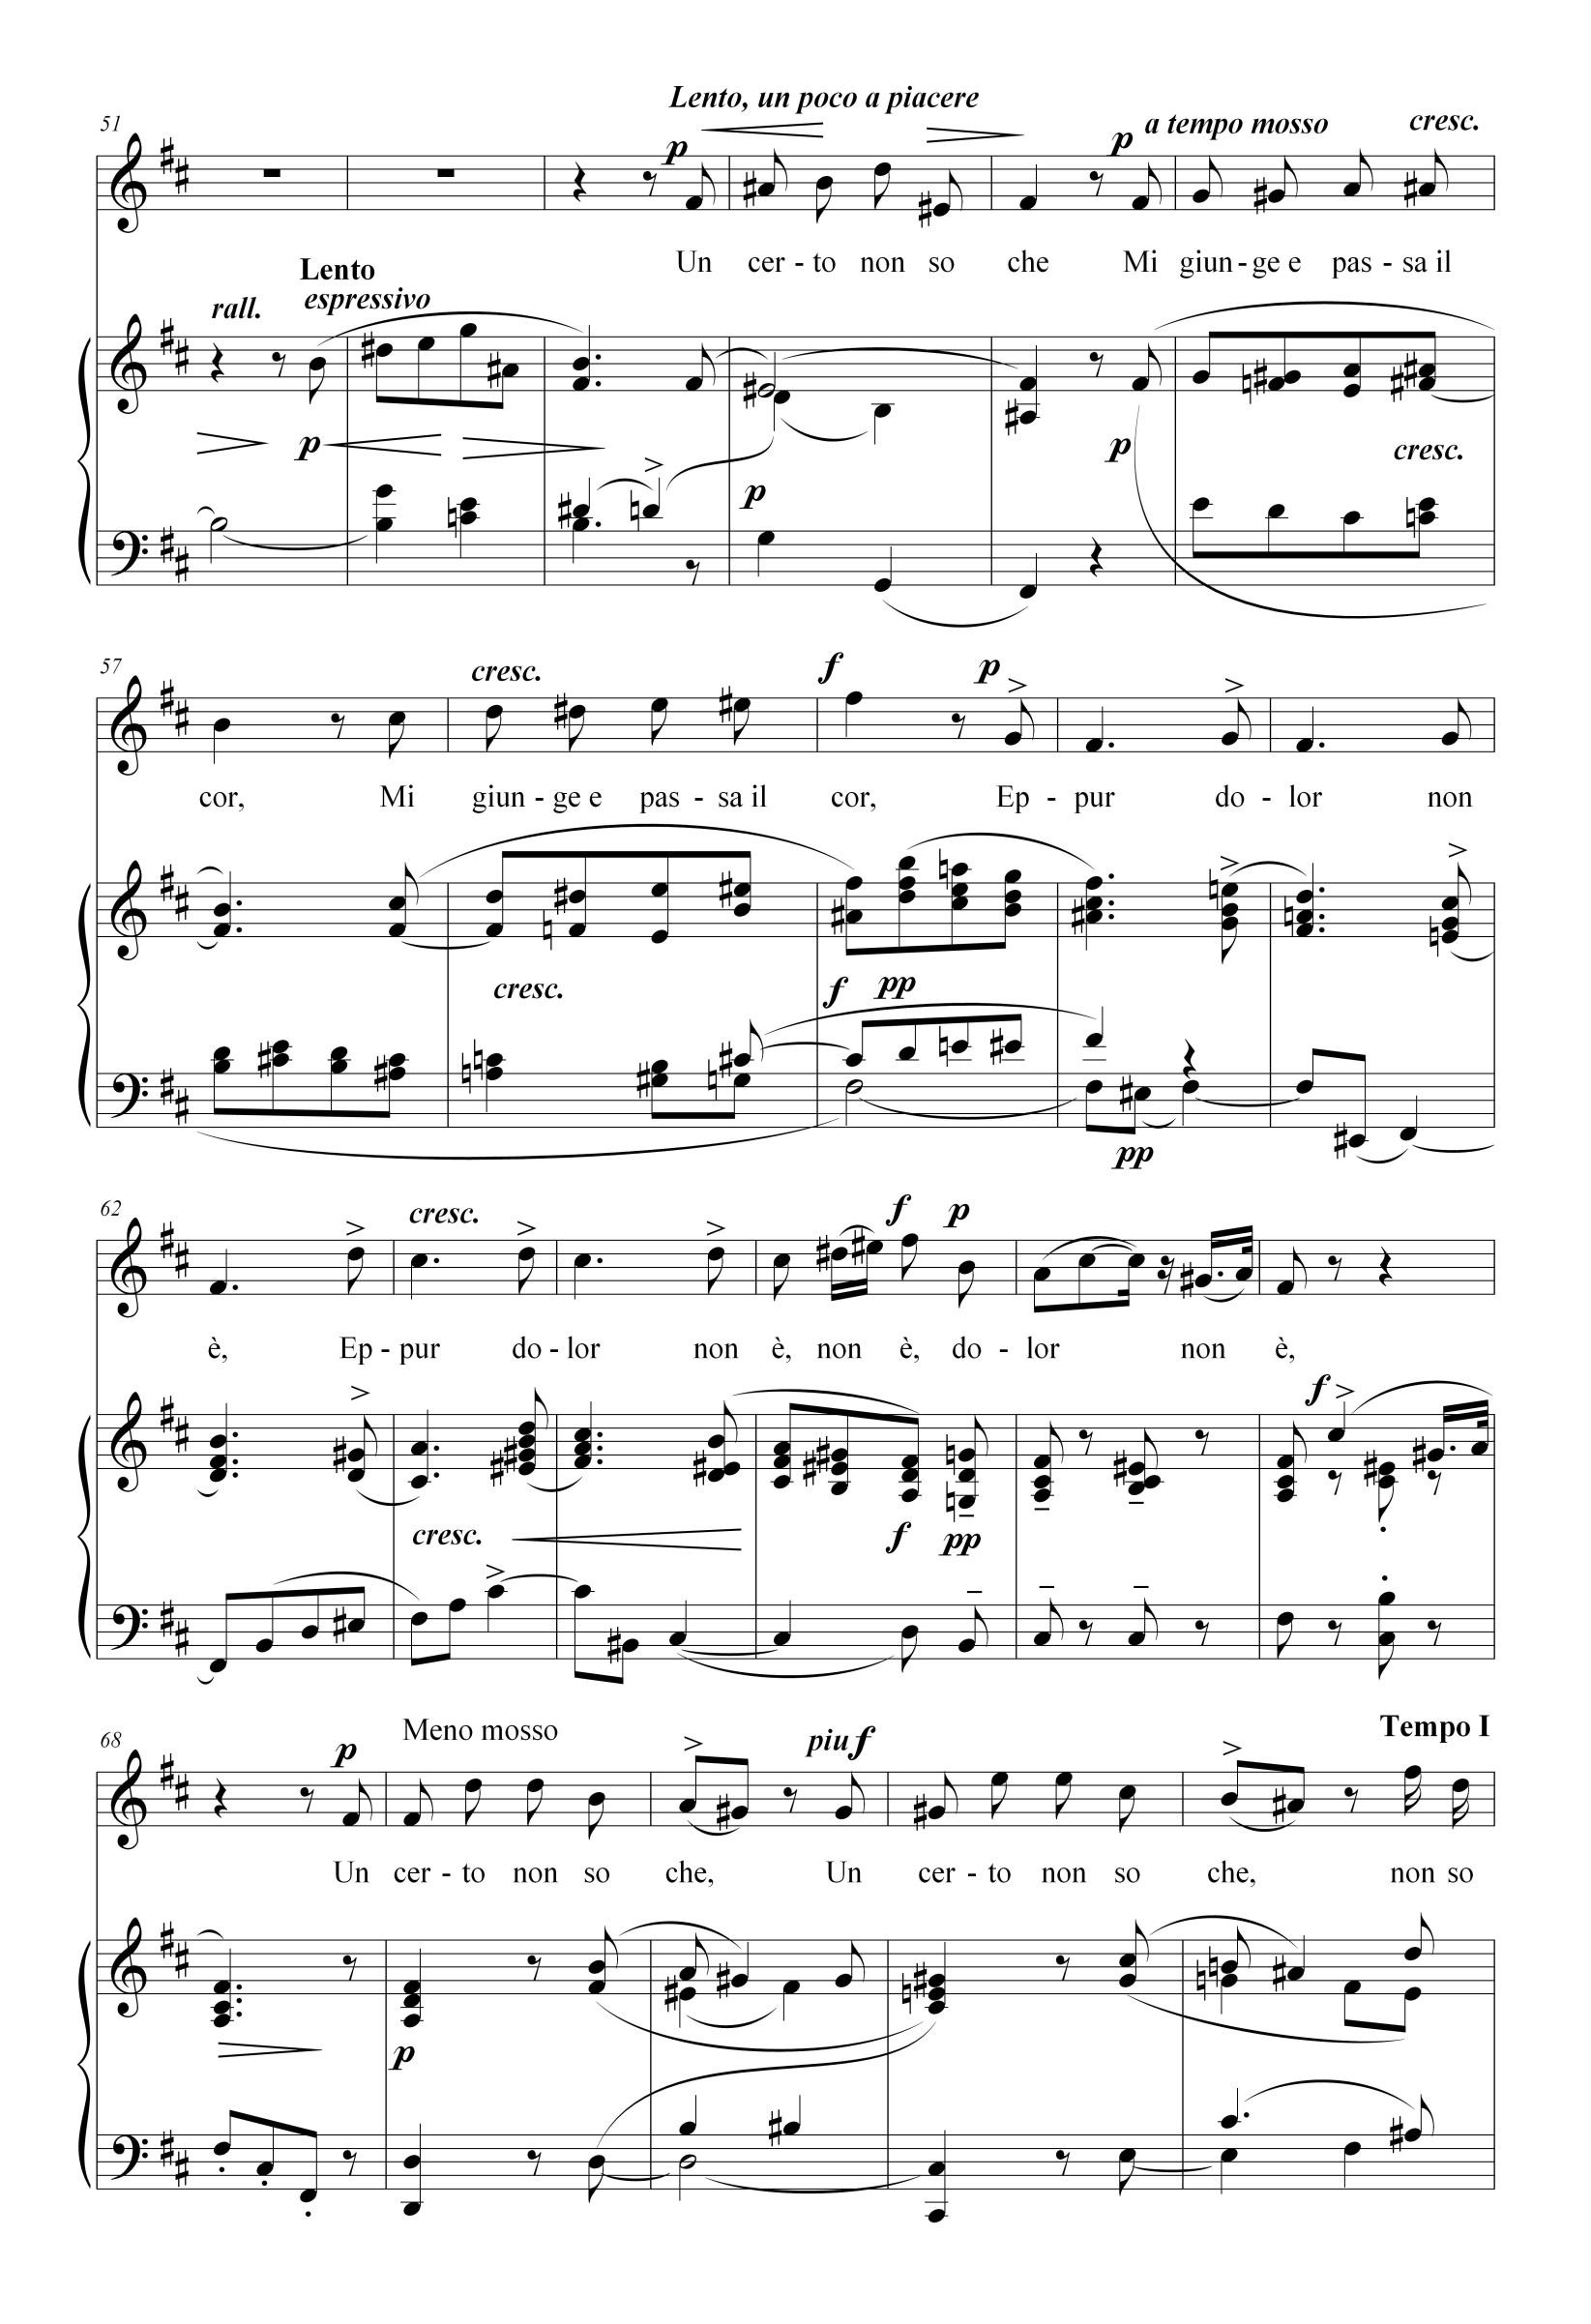 Lento, un poco a piacere
51 p p a tempo mosso cresc.
Un cer - to non so che Mi giun - ge e pas - sa il
Lento
rall. espressivo
p p p cresc.
57 cresc. f p
cor, Mi giun - ge e pas - sa il cor, Ep - pur do - lor non
cresc. f pp
pp
62 cresc. f p
è, Ep - pur do - lor non è, non è, do - lor non è,
f
cresc. f pp
68 p Meno mosso piu f Tempo I
Un cer - to non so che, Un cer - to non so che, non so
p